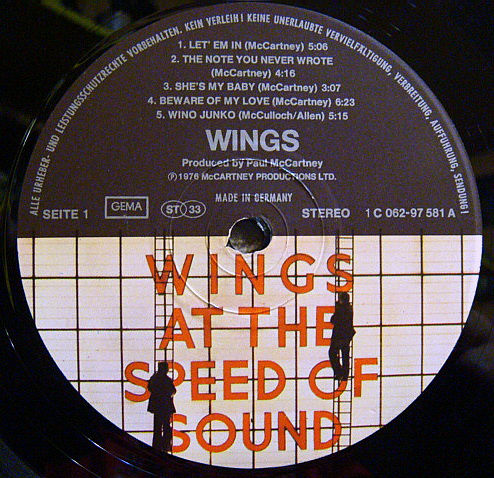 ALLE URHEBER- UND LEISTUNGSSCHUTZRECHTE VORBEHALTEN. KEIN VERLEIH! KEINE UNERLAUBTE VERVIELFÄLTIGUNG, VERBREITUNG, AUFFÜHRUNG, SENDUNG!
1. LET' EM IN (McCartney) 5:06
2. THE NOTE YOU NEVER WROTE
(McCartney) 4:16
3. SHE'S MY BABY (McCartney) 3:07
4. BEWARE OF MY LOVE (McCartney) 6:23
5. WINO JUNKO (McCulloch/Allen) 5:15
WINGS
Produced by Paul McCartney
Ⓟ 1976 McCARTNEY PRODUCTIONS LTD.
MADE IN GERMANY
SEITE 1 GEMA ST 33 STEREO 1 C 062-97 581 A
WINGS
AT THE
SPEED OF
SOUND